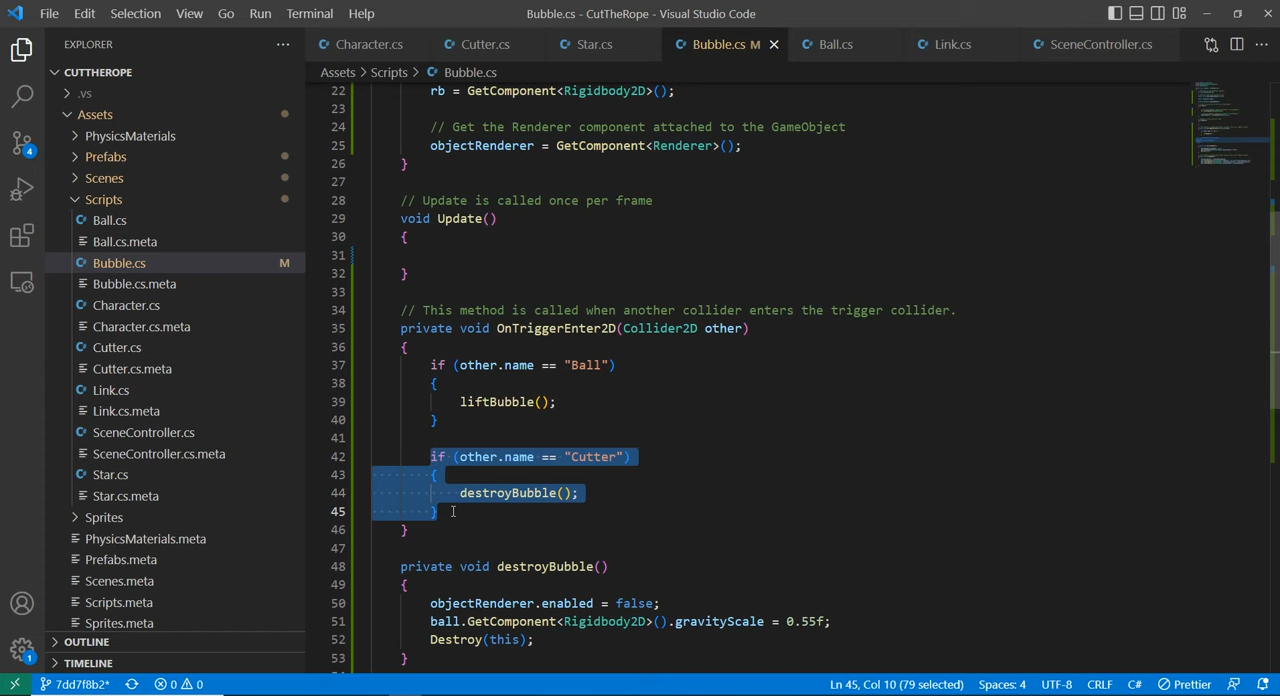 File Edit Selection View Go Run Terminal Help
Bubble.cs - CutTheRope - Visual Studio Code
EXPLORER
Character.cs Cutter.cs Star.cs Bubble.cs M Ball.cs Link.cs SceneController.cs
Assets > Scripts > Bubble.cs
CUTTHEROPE
.vs
Assets
PhysicsMaterials
Prefabs
Scenes
Scripts
Ball.cs
Ball.cs.meta
Bubble.cs M
Bubble.cs.meta
Character.cs
Character.cs.meta
Cutter.cs
Cutter.cs.meta
Link.cs
Link.cs.meta
SceneController.cs
SceneController.cs.meta
Star.cs
Star.cs.meta
Sprites
PhysicsMaterials.meta
Prefabs.meta
Scenes.meta
Scripts.meta
Sprites.meta
OUTLINE
TIMELINE
4
1
22 rb = GetComponent<Rigidbody2D>();
23
24 // Get the Renderer component attached to the GameObject
25 objectRenderer = GetComponent<Renderer>();
26 }
27
28 // Update is called once per frame
29 void Update()
30 {
31
32 }
33
34 // This method is called when another collider enters the trigger collider.
35 private void OnTriggerEnter2D(Collider2D other)
36 {
37 if (other.name == "Ball")
38 {
39 liftBubble();
40 }
41
42 if (other.name == "Cutter")
43 {
44 destroyBubble();
45 }
46 }
47
48 private void destroyBubble()
49 {
50 objectRenderer.enabled = false;
51 ball.GetComponent<Rigidbody2D>().gravityScale = 0.55f;
52 Destroy(this);
53 }
7dd7f8b2* 0 0 Ln 45, Col 10 (79 selected) Spaces: 4 UTF-8 CRLF C# Prettier